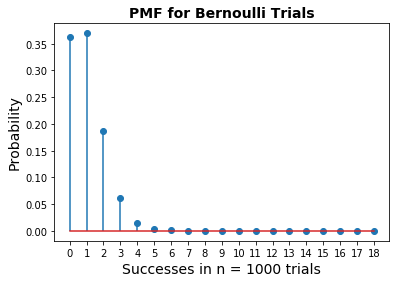 PMF for Bernoulli Trials
0.35
0.30
0.25
0.20
0.15
0.10
0.05
0.00
Probability
0 1 2 3 4 5 6 7 8 9 10 11 12 13 14 15 16 17 18
Successes in n = 1000 trials